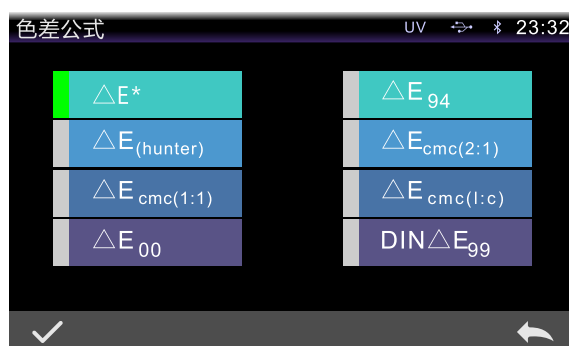 色差公式 UV 23:32
△E* △E94
△E(hunter) △Ecmc(2:1)
△Ecmc(1:1) △Ecmc(l:c)
△E00 DIN△E99